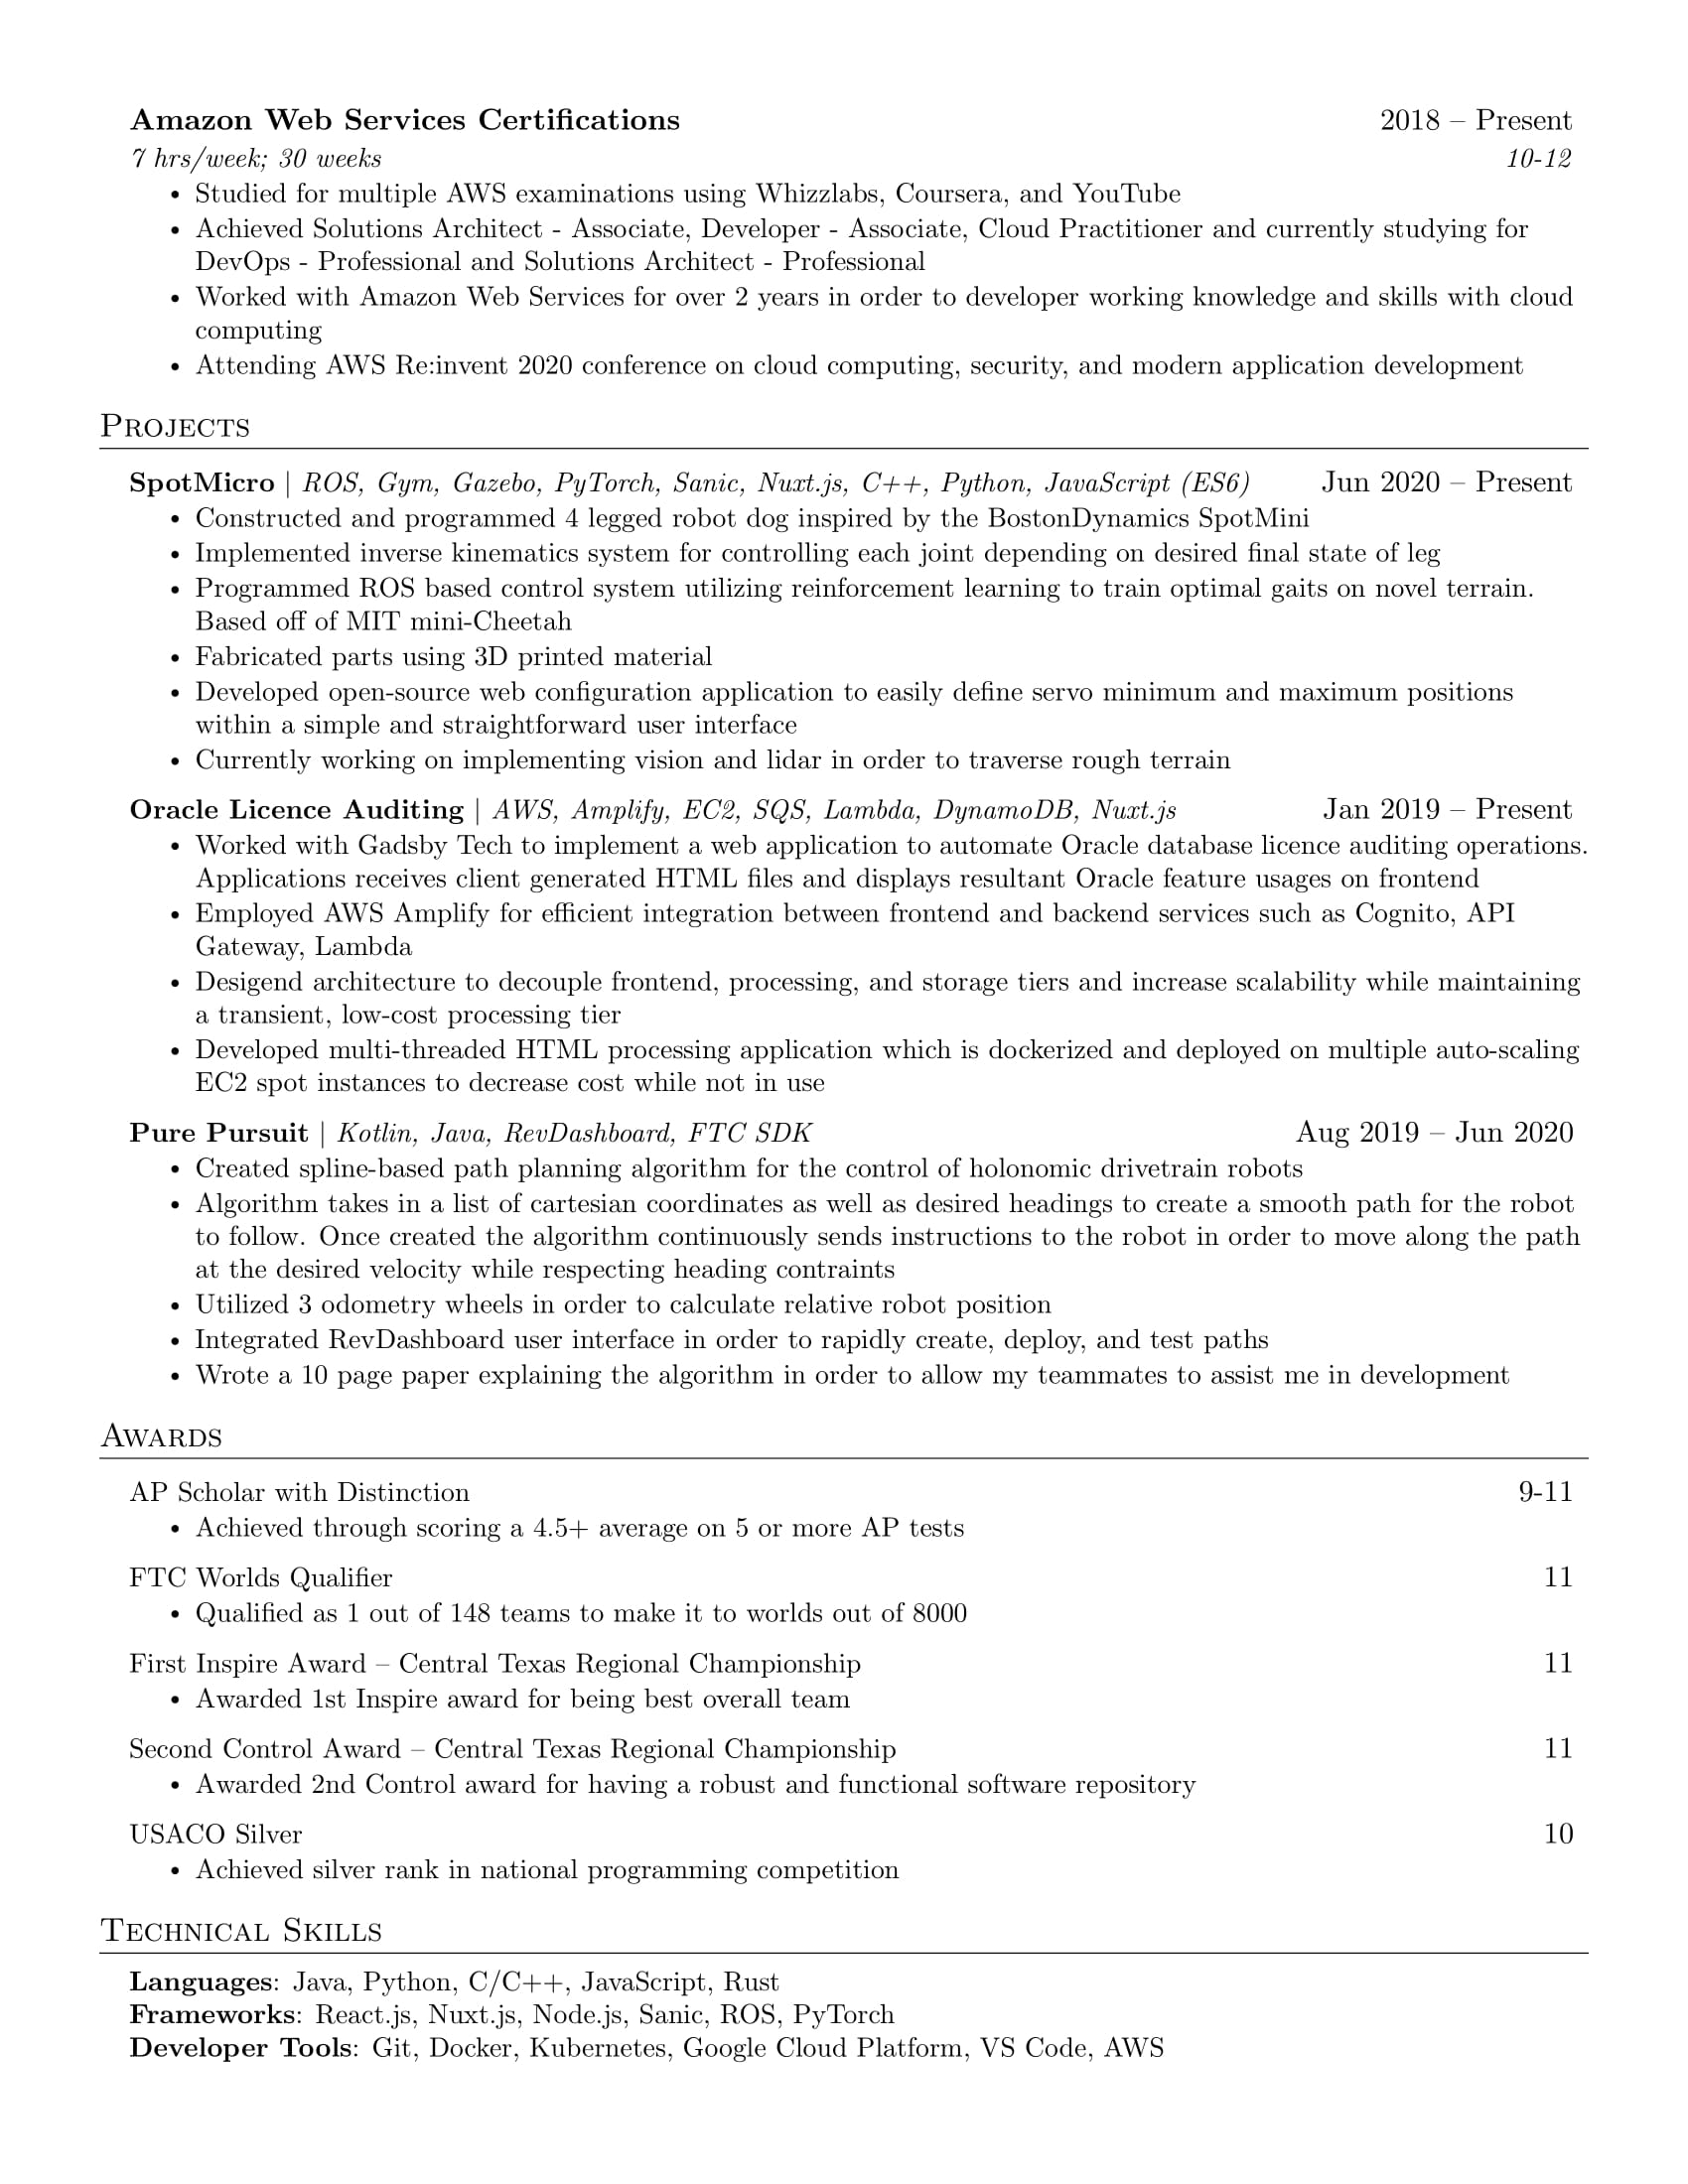 Amazon Web Services Certifications 2018 – Present
7 hrs/week; 30 weeks 10-12
• Studied for multiple AWS examinations using Whizzlabs, Coursera, and YouTube
• Achieved Solutions Architect - Associate, Developer - Associate, Cloud Practitioner and currently studying for
DevOps - Professional and Solutions Architect - Professional
• Worked with Amazon Web Services for over 2 years in order to developer working knowledge and skills with cloud
computing
• Attending AWS Re:invent 2020 conference on cloud computing, security, and modern application development
Projects
SpotMicro | ROS, Gym, Gazebo, PyTorch, Sanic, Nuxt.js, C++, Python, JavaScript (ES6) Jun 2020 – Present
• Constructed and programmed 4 legged robot dog inspired by the BostonDynamics SpotMini
• Implemented inverse kinematics system for controlling each joint depending on desired final state of leg
• Programmed ROS based control system utilizing reinforcement learning to train optimal gaits on novel terrain.
Based off of MIT mini-Cheetah
• Fabricated parts using 3D printed material
• Developed open-source web configuration application to easily define servo minimum and maximum positions
within a simple and straightforward user interface
• Currently working on implementing vision and lidar in order to traverse rough terrain
Oracle Licence Auditing | AWS, Amplify, EC2, SQS, Lambda, DynamoDB, Nuxt.js Jan 2019 – Present
• Worked with Gadsby Tech to implement a web application to automate Oracle database licence auditing operations.
Applications receives client generated HTML files and displays resultant Oracle feature usages on frontend
• Employed AWS Amplify for efficient integration between frontend and backend services such as Cognito, API
Gateway, Lambda
• Desigend architecture to decouple frontend, processing, and storage tiers and increase scalability while maintaining
a transient, low-cost processing tier
• Developed multi-threaded HTML processing application which is dockerized and deployed on multiple auto-scaling
EC2 spot instances to decrease cost while not in use
Pure Pursuit | Kotlin, Java, RevDashboard, FTC SDK Aug 2019 – Jun 2020
• Created spline-based path planning algorithm for the control of holonomic drivetrain robots
• Algorithm takes in a list of cartesian coordinates as well as desired headings to create a smooth path for the robot
to follow. Once created the algorithm continuously sends instructions to the robot in order to move along the path
at the desired velocity while respecting heading contraints
• Utilized 3 odometry wheels in order to calculate relative robot position
• Integrated RevDashboard user interface in order to rapidly create, deploy, and test paths
• Wrote a 10 page paper explaining the algorithm in order to allow my teammates to assist me in development
Awards
AP Scholar with Distinction 9-11
• Achieved through scoring a 4.5+ average on 5 or more AP tests
FTC Worlds Qualifier 11
• Qualified as 1 out of 148 teams to make it to worlds out of 8000
First Inspire Award – Central Texas Regional Championship 11
• Awarded 1st Inspire award for being best overall team
Second Control Award – Central Texas Regional Championship 11
• Awarded 2nd Control award for having a robust and functional software repository
USACO Silver 10
• Achieved silver rank in national programming competition
Technical Skills
Languages: Java, Python, C/C++, JavaScript, Rust
Frameworks: React.js, Nuxt.js, Node.js, Sanic, ROS, PyTorch
Developer Tools: Git, Docker, Kubernetes, Google Cloud Platform, VS Code, AWS